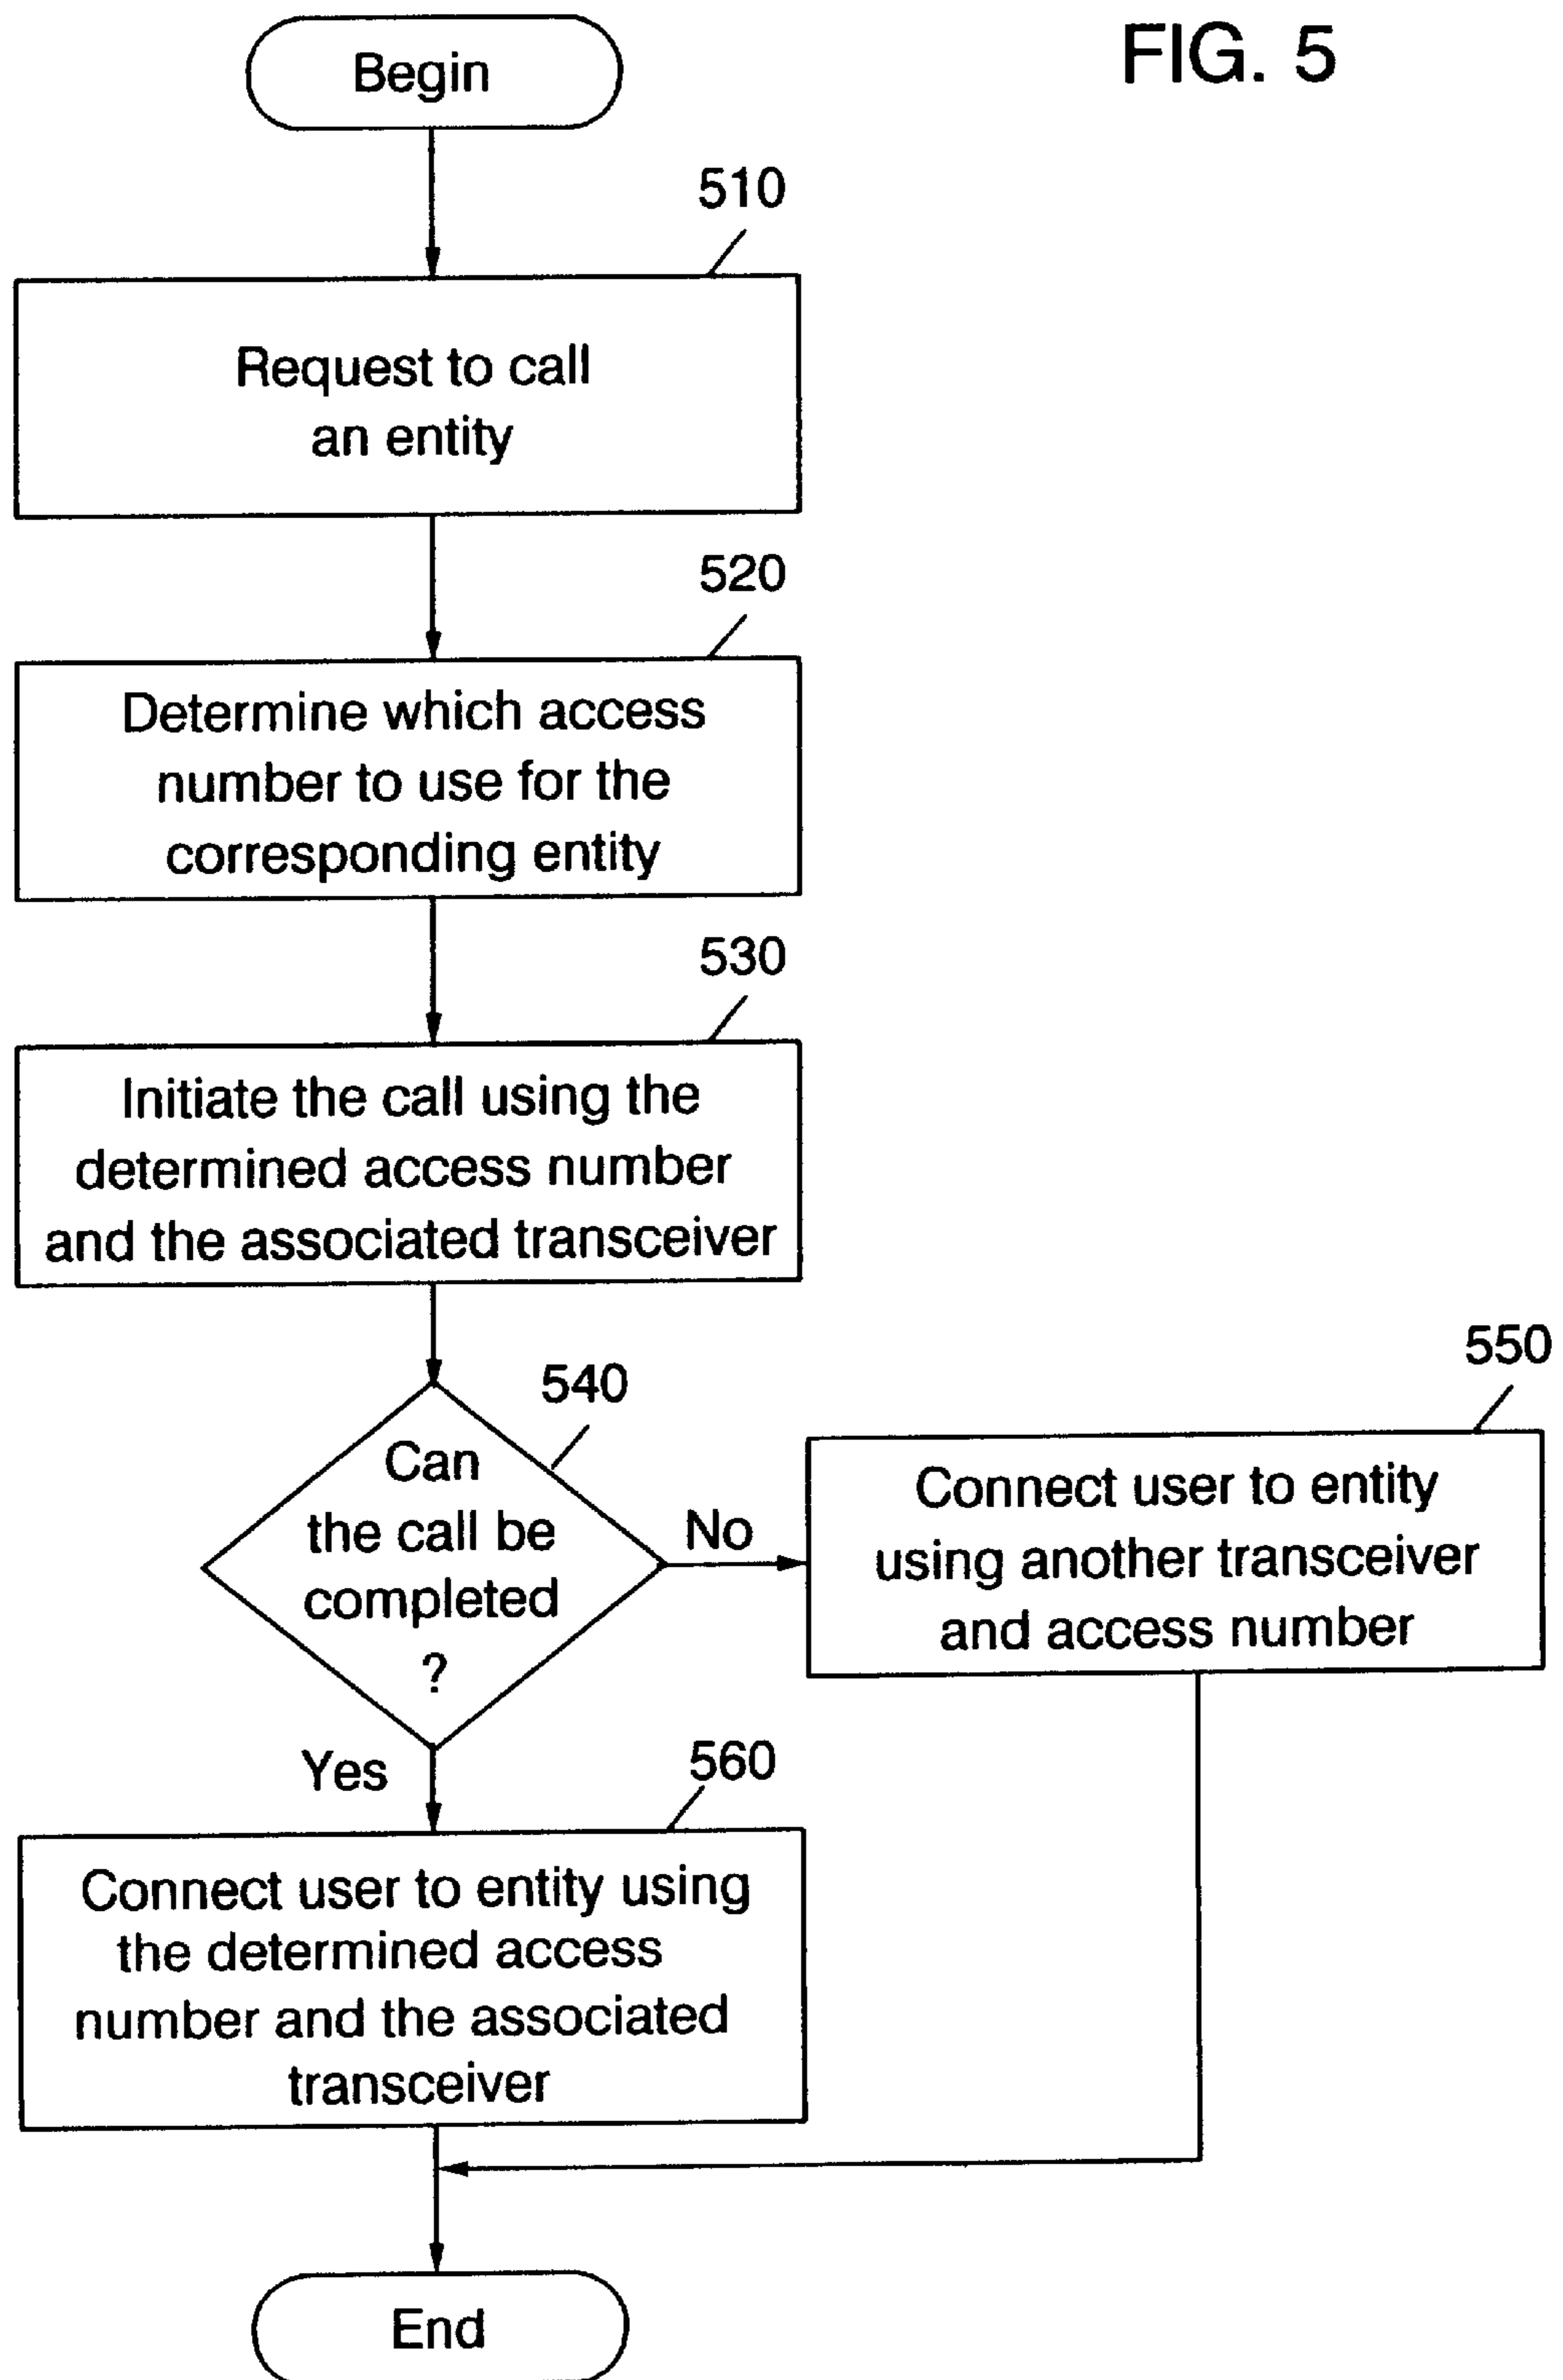 FIG. 5
Begin
510
Request to call
an entity
520
Determine which access
number to use for the
corresponding entity
530
Initiate the call using the
determined access number
and the associated transceiver
540
Can
the call be
completed
?
No
550
Connect user to entity
using another transceiver
and access number
Yes
560
Connect user to entity using
the determined access
number and the associated
transceiver
End